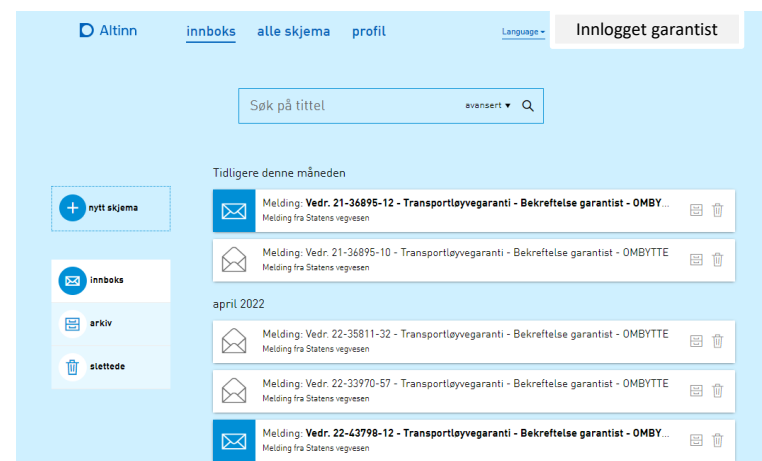 Altinn
innboks alle skjema profil
Language
Innlogget garantist
Søk på tittel
avansert
Tidligere denne måneden
nytt skjema
Melding: Vedr. 21-36895-12 - Transportløyvegaranti - Bekreftelse garantist - OMBY...
Melding fra Statens vegvesen
Melding: Vedr. 21-36895-10 - Transportløyvegaranti - Bekreftelse garantist - OMBYTTE
Melding fra Statens vegvesen
innboks
april 2022
arkiv
Melding: Vedr. 22-35811-32 - Transportløyvegaranti - Bekreftelse garantist - OMBYTTE
Melding fra Statens vegvesen
slettede
Melding: Vedr. 22-33970-57 - Transportløyvegaranti - Bekreftelse garantist - OMBYTTE
Melding fra Statens vegvesen
Melding: Vedr. 22-43798-12 - Transportløyvegaranti - Bekreftelse garantist - OMBY...
Melding fra Statens vegvesen